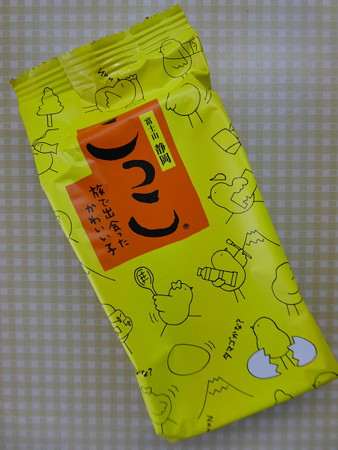 富士山 静岡
こっこ
®
旅で出会った
かわいい子
タマゴかな?